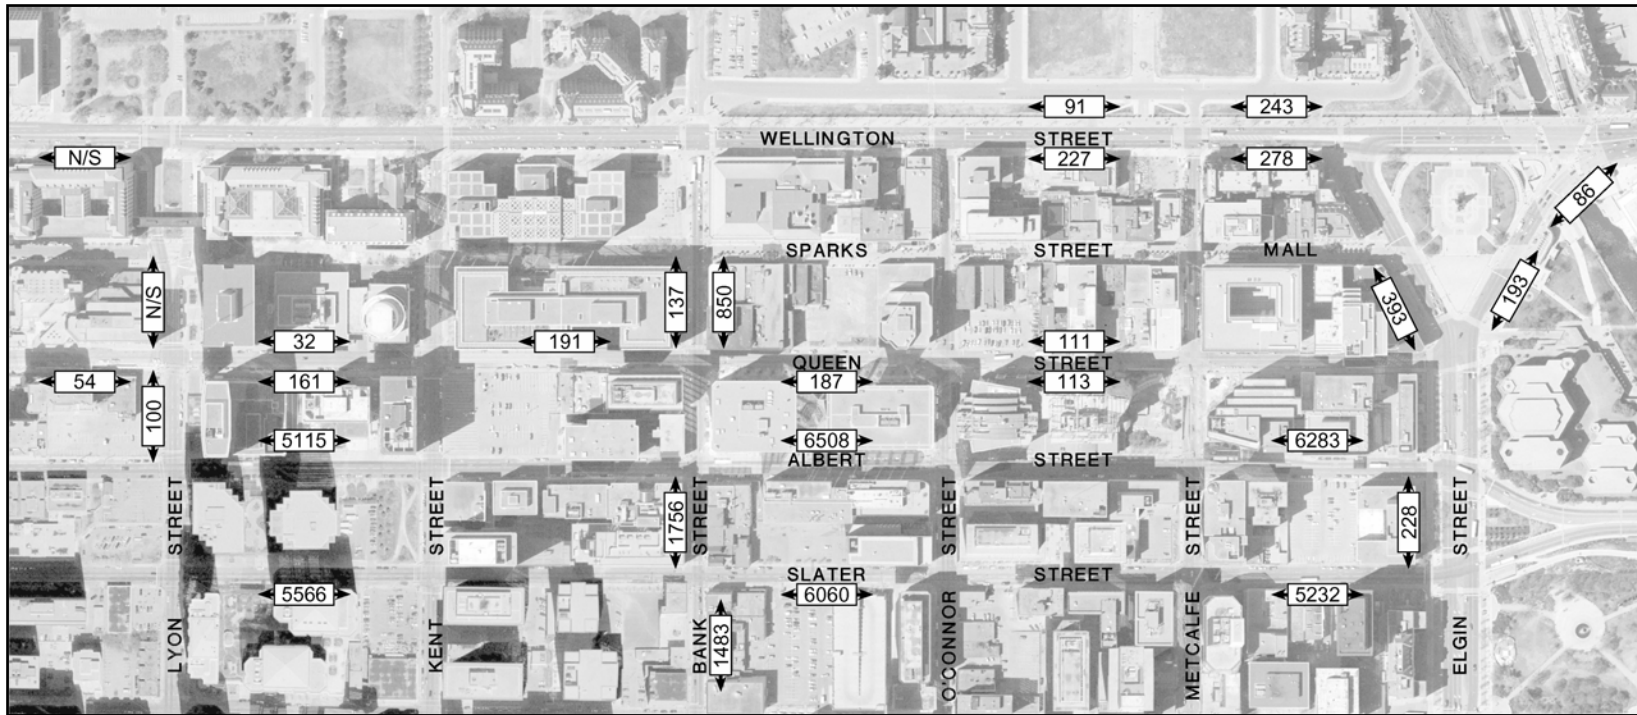 91
243
WELLINGTON STREET
N/S
227
278
86
SPARKS STREET MALL
N/S
137
850
393
193
32
191
111
QUEEN STREET
54
100
161
187
113
5115
6508
6283
ALBERT STREET
LYON STREET
KENT STREET
1756
BANK STREET
O'CONNOR STREET
METCALFE STREET
228
ELGIN STREET
SLATER STREET
5566
6060
5232
1483